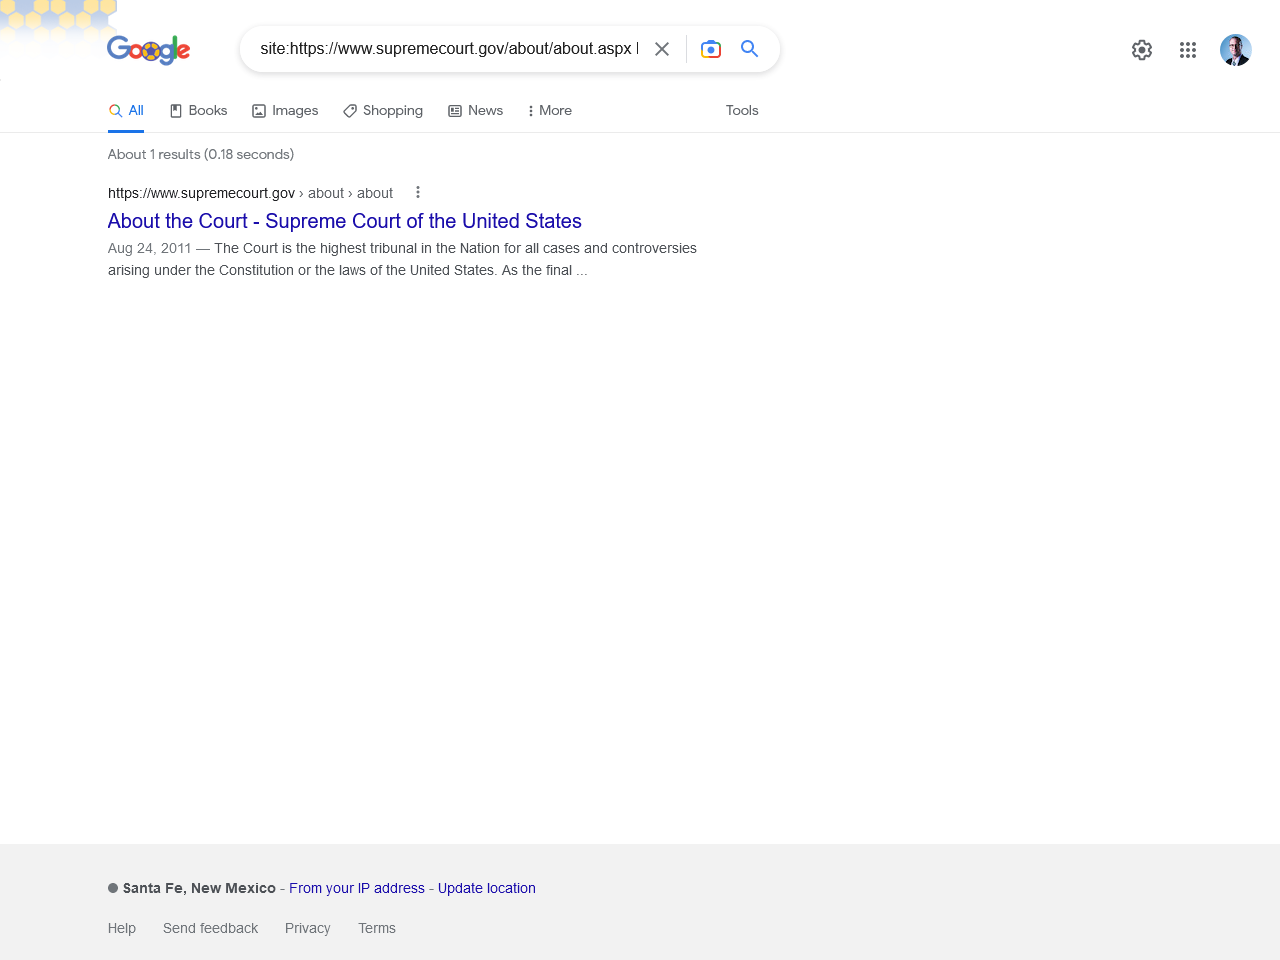 Google
site:https://www.supremecourt.gov/about/about.aspx
All Books Images Shopping News More Tools
About 1 results (0.18 seconds)
https://www.supremecourt.gov › about › about
About the Court - Supreme Court of the United States
Aug 24, 2011 — The Court is the highest tribunal in the Nation for all cases and controversies
arising under the Constitution or the laws of the United States. As the final ...
Santa Fe, New Mexico - From your IP address - Update location
Help Send feedback Privacy Terms